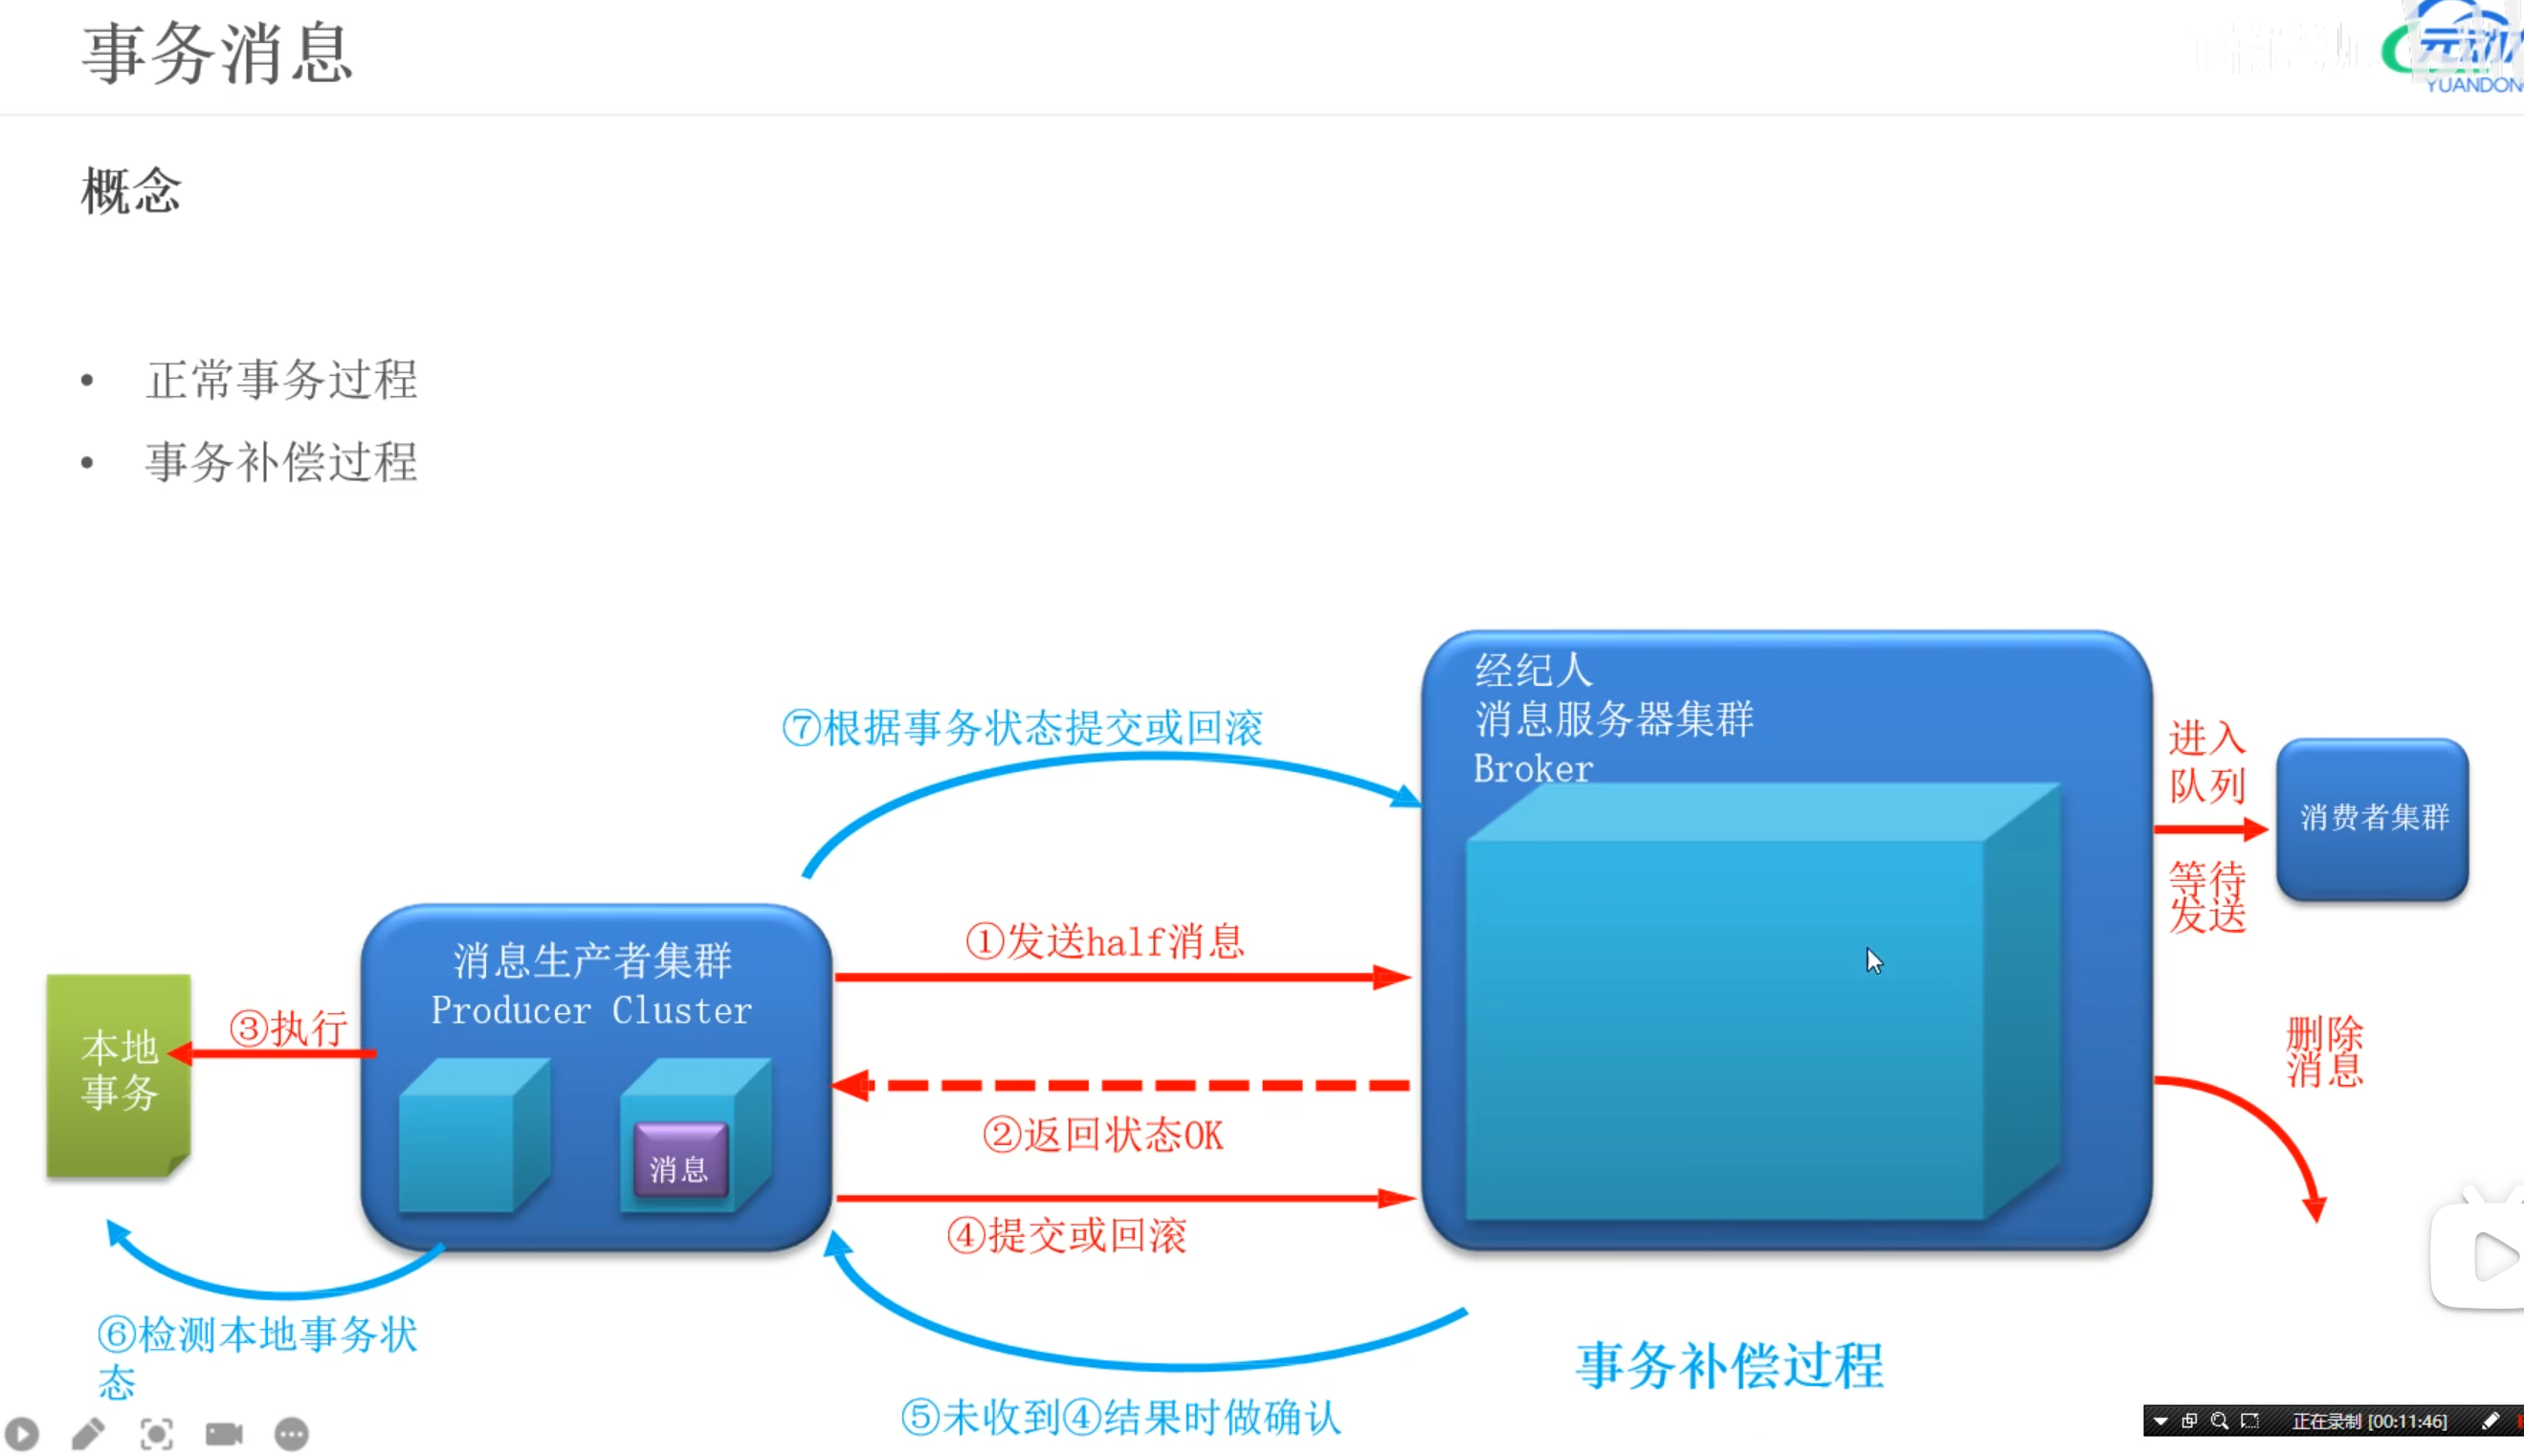 事务消息
YUANDON
概念
• 正常事务过程
• 事务补偿过程
⑦根据事务状态提交或回滚
经纪人
消息服务器集群
Broker
进入
队列
等待
发送
消费者集群
①发送half消息
消息生产者集群
Producer Cluster
消息
③执行
本地
事务
②返回状态OK
④提交或回滚
删除
消息
⑥检测本地事务状
态
⑤未收到④结果时做确认
事务补偿过程
正在录制 [00:11:46]